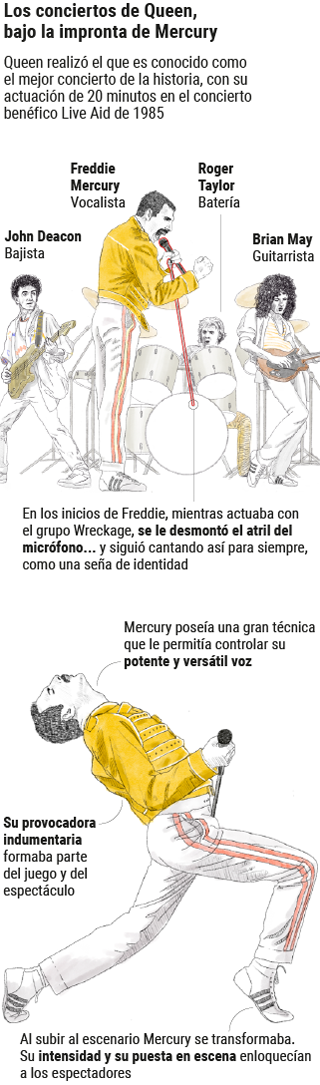 Los conciertos de Queen,
bajo la impronta de Mercury
Queen realizó el que es conocido como
el mejor concierto de la historia, con su
actuación de 20 minutos en el concierto
benéfico Live Aid de 1985
Freddie
Mercury
Vocalista
Roger
Taylor
Batería
John Deacon
Bajista
Brian May
Guitarrista
En los inicios de Freddie, mientras actuaba con
el grupo Wreckage, se le desmontó el atril del
micrófono... y siguió cantando así para siempre,
como una seña de identidad
Mercury poseía una gran técnica
que le permitía controlar su
potente y versátil voz
Su provocadora
indumentaria
formaba parte
del juego y del
espectáculo
Al subir al escenario Mercury se transformaba.
Su intensidad y su puesta en escena enloquecían
a los espectadores